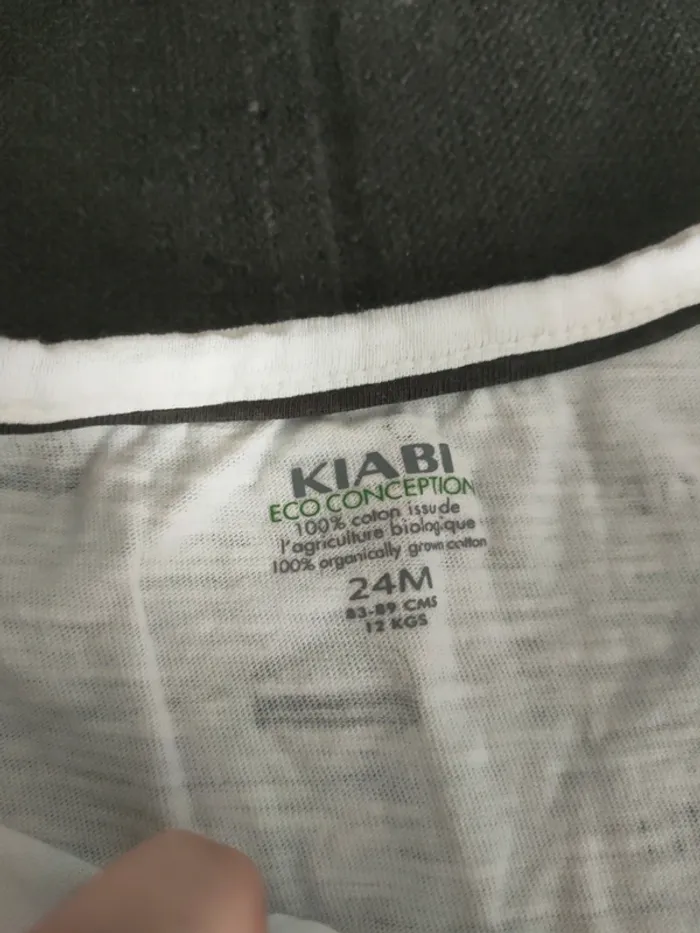 KIABI
ECO CONCEPTION
100% coton issu de
l'agriculture biologique
100% organically grown cotton
24M
83-89 CMS
12 KGS